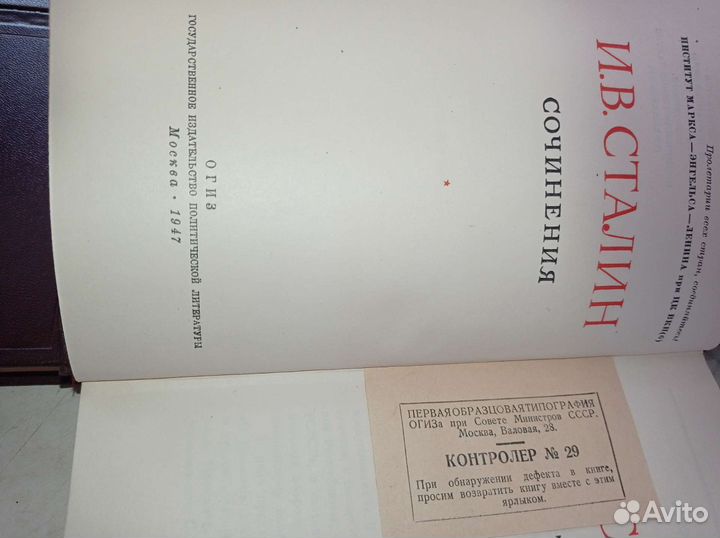 Пролетарии всех стран, соединяйтесь!
ИНСТИТУТ МАРКСА—ЭНГЕЛЬСА—ЛЕНИНА при ЦК ВКП(б)
И.В. СТАЛИН
СОЧИНЕНИЯ
ОГИЗ
ГОСУДАРСТВЕННОЕ ИЗДАТЕЛЬСТВО ПОЛИТИЧЕСКОЙ ЛИТЕРАТУРЫ
Москва • 1947
ПЕРВАЯ ОБРАЗЦОВАЯ ТИПОГРАФИЯ
ОГИЗа при Совете Министров СССР.
Москва, Валовая, 28.
КОНТРОЛЕР № 29
При обнаружении дефекта в книге,
просим возвратить книгу вместе с этим
ярлыком.
Avito